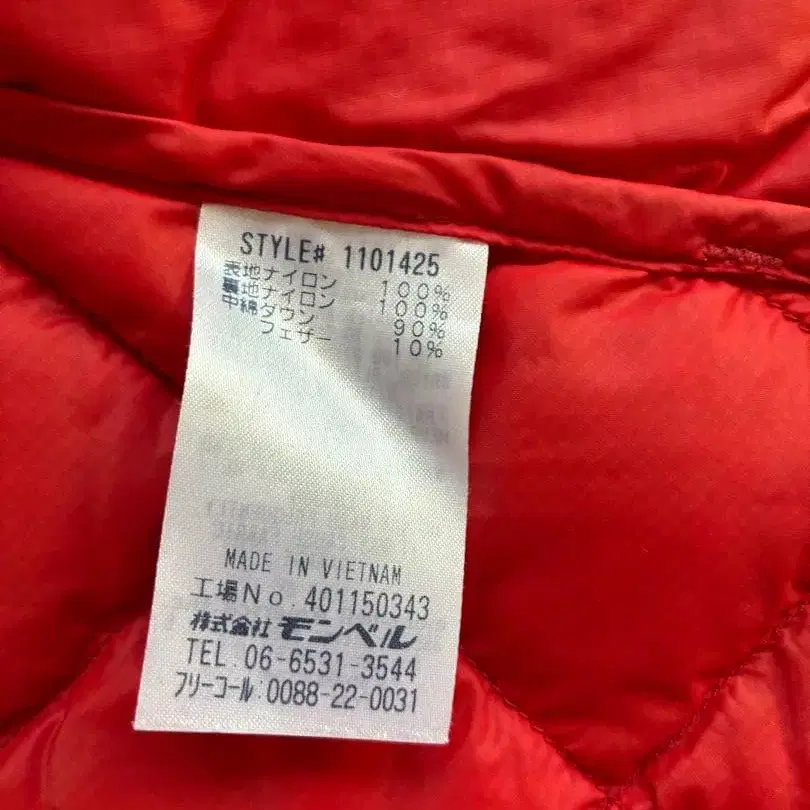 STYLE# 1101425
表地ナイロン 100%
裏地ナイロン 100%
中綿ダウン 90%
フェザー 10%
MADE IN VIETNAM
工場No. 401150343
株式会社 モンベル
TEL.06-6531-3544
フリーコール:0088-22-0031